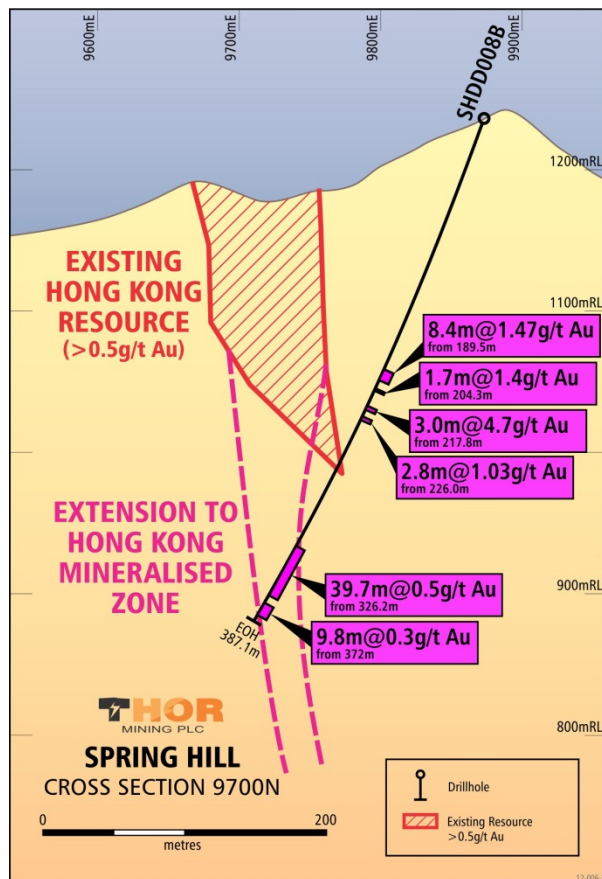 9600mE
9700mE
9800mE
9900mE
SHDD008B
1200mRL
EXISTING
HONG KONG
RESOURCE
(>0.5g/t Au)
1100mRL
8.4m@1.47g/t Au
from 189.5m
1.7m@1.4g/t Au
from 204.3m
3.0m@4.7g/t Au
from 217.8m
2.8m@1.03g/t Au
from 226.0m
EXTENSION TO
HONG KONG
MINERALISED
ZONE
900mRL
39.7m@0.5g/t Au
from 326.2m
9.8m@0.3g/t Au
from 372m
EOH
387.1m
THOR
MINING PLC
800mRL
SPRING HILL
CROSS SECTION 9700N
0
200
metres
Drillhole
Existing Resource
>0.5g/t Au